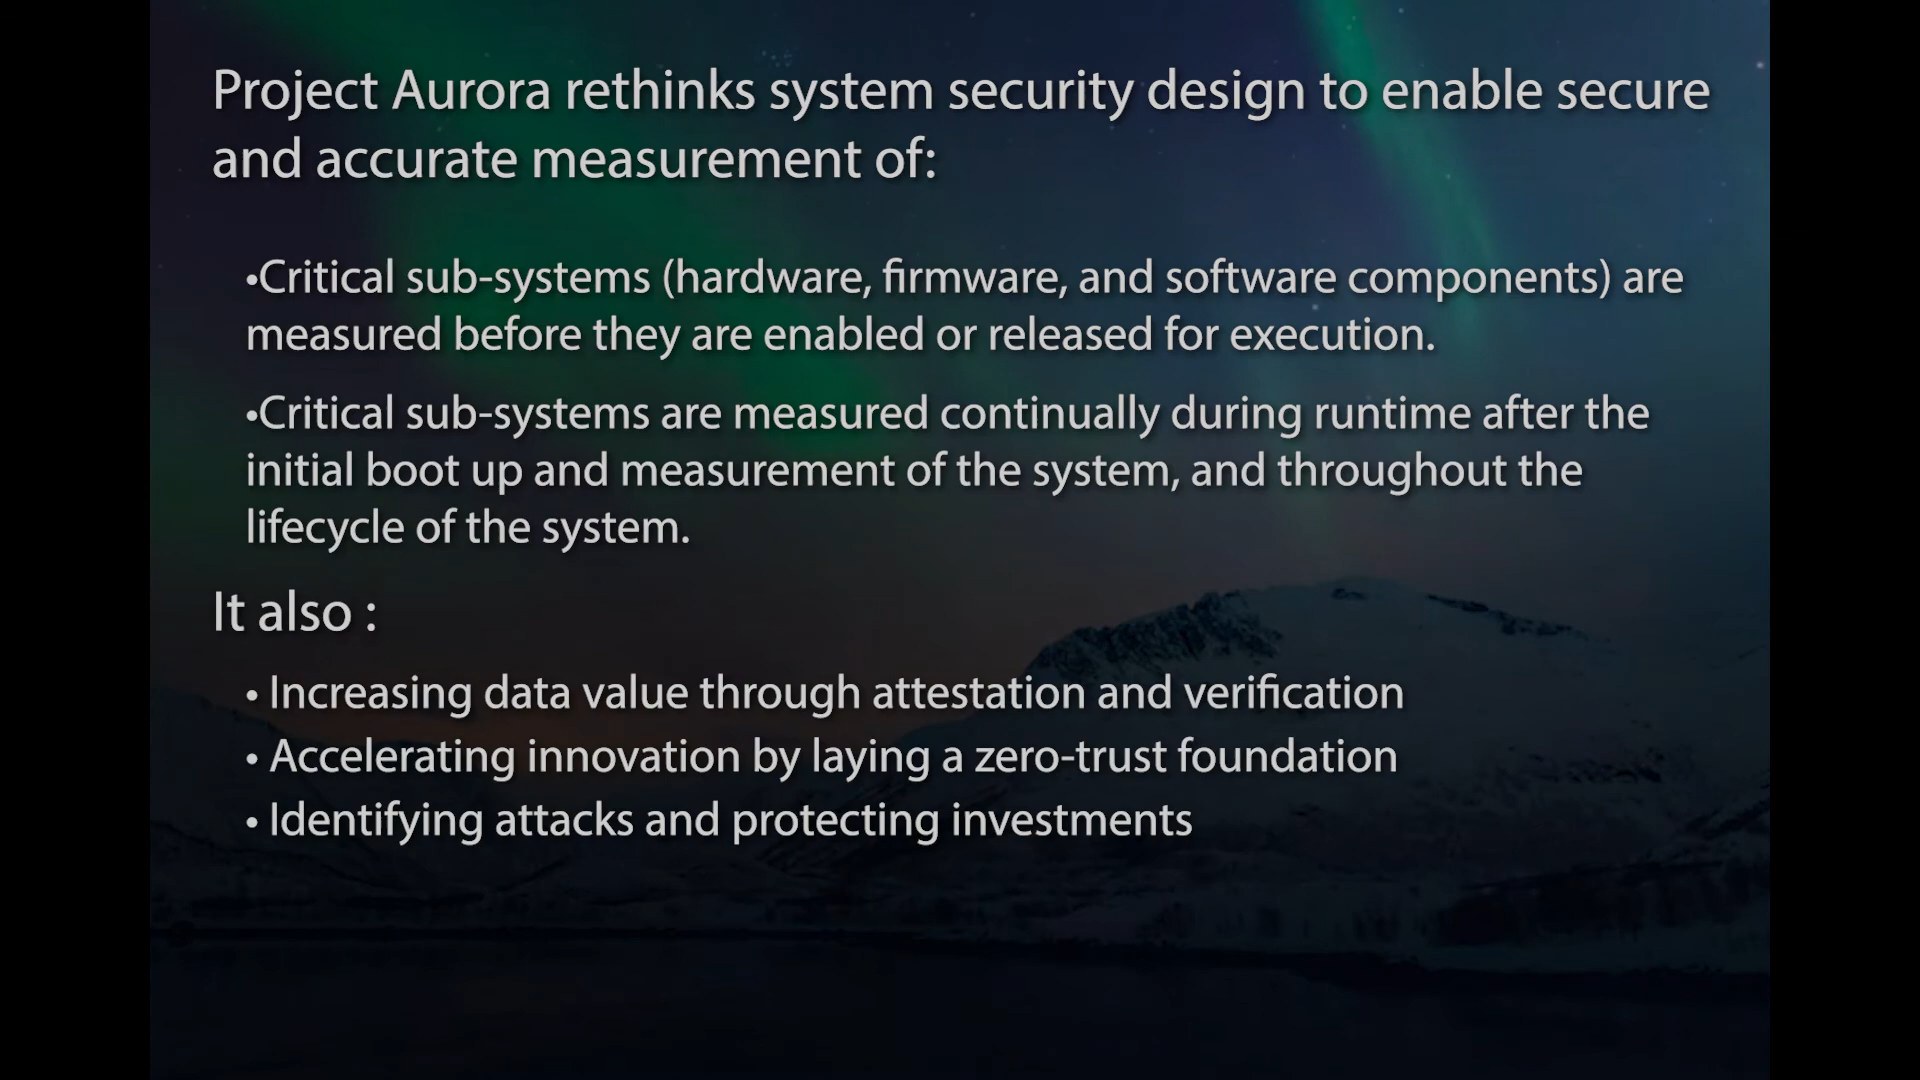 Project Aurora rethinks system security design to enable secure
and accurate measurement of:
•Critical sub-systems (hardware, firmware, and software components) are
measured before they are enabled or released for execution.
•Critical sub-systems are measured continually during runtime after the
initial boot up and measurement of the system, and throughout the
lifecycle of the system.
It also :
• Increasing data value through attestation and verification
• Accelerating innovation by laying a zero-trust foundation
• Identifying attacks and protecting investments